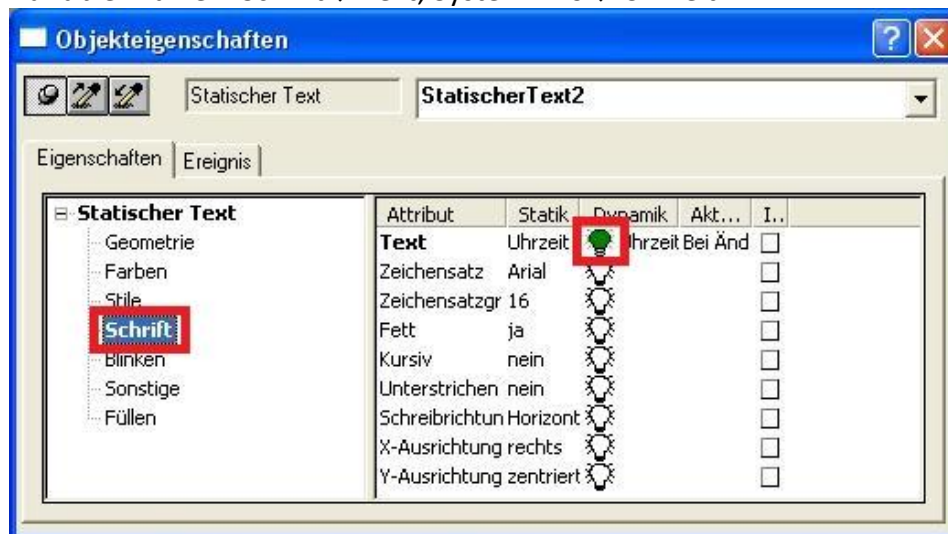 Objekteigenschaften
Statischer Text StatischerText2
Eigenschaften Ereignis
Statischer Text
Geometrie
Farben
Stile
Schrift
Blinken
Sonstige
Füllen
Attribut Statik Dynamik Akt... I..
Text Uhrzeit Uhrzeit Bei Änd
Zeichensatz Arial
Zeichensatzgr 16
Fett ja
Kursiv nein
Unterstrichen nein
Schreibrichtun Horizont
X-Ausrichtung rechts
Y-Ausrichtung zentriert